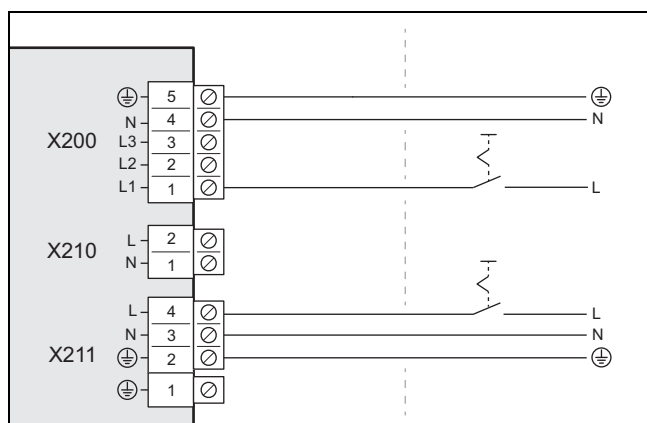 ⏚ 5 ⏚
N 4 N
X200 L3 3
L2 2
L1 1 L
L 2
X210 N 1
L 4 L
N 3 N
X211 ⏚ 2 ⏚
⏚ 1